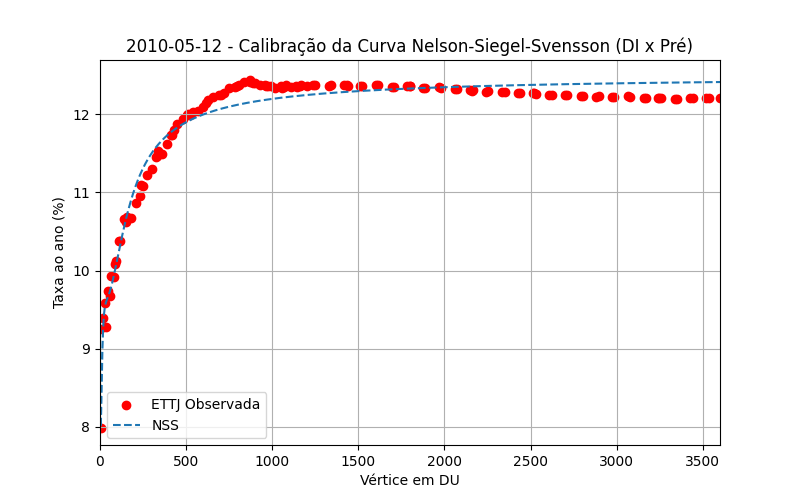 2010-05-12 - Calibração da Curva Nelson-Siegel-Svensson (DI x Pré)
Taxa ao ano (%)
12
11
10
9
8
ETTJ Observada
NSS
0 500 1000 1500 2000 2500 3000 3500
Vértice em DU